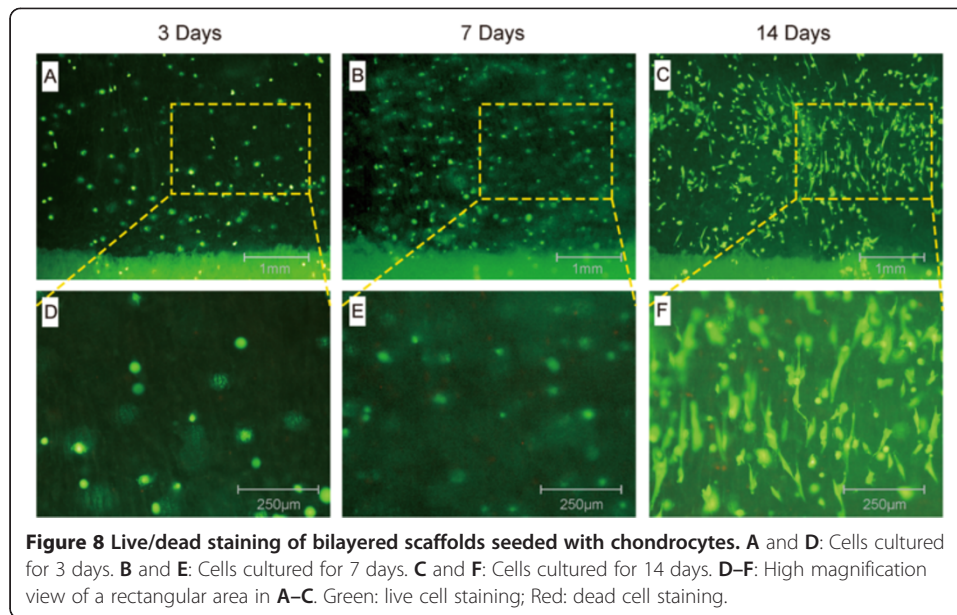 3 Days 7 Days 14 Days
A B C
1mm 1mm 1mm
D E F
250μm 250μm 250μm
Figure 8 Live/dead staining of bilayered scaffolds seeded with chondrocytes. A and D: Cells cultured
for 3 days. B and E: Cells cultured for 7 days. C and F: Cells cultured for 14 days. D–F: High magnification
view of a rectangular area in A–C. Green: live cell staining; Red: dead cell staining.